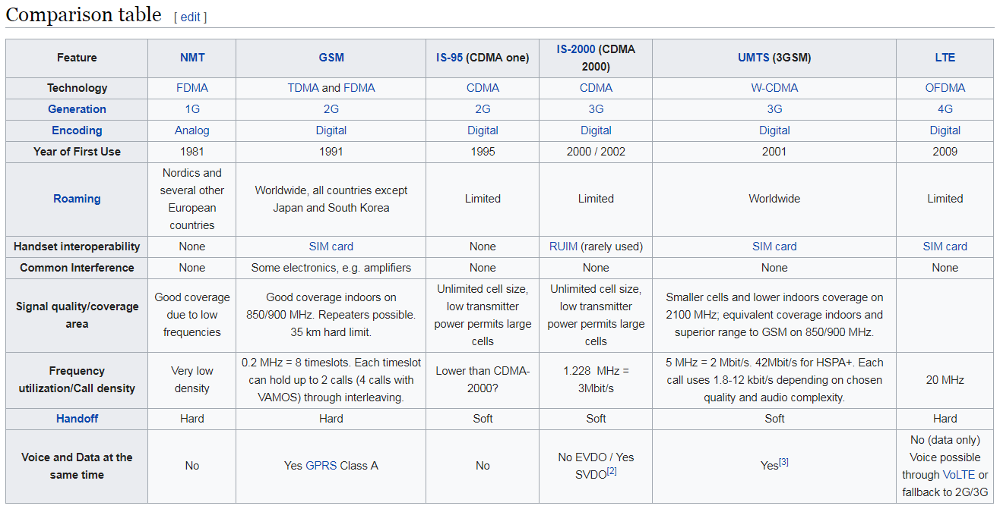 Comparison table [ edit ]
Feature NMT GSM IS-95 (CDMA one) IS-2000 (CDMA 2000) UMTS (3GSM) LTE
Technology FDMA TDMA and FDMA CDMA CDMA W-CDMA OFDMA
Generation 1G 2G 2G 3G 3G 4G
Encoding Analog Digital Digital Digital Digital Digital
Year of First Use 1981 1991 1995 2000 / 2002 2001 2009
Roaming
Nordics and
several other
European
countries
Worldwide, all countries except
Japan and South Korea
Limited
Limited
Worldwide
Limited
Handset interoperability None SIM card None RUIM (rarely used) SIM card SIM card
Common Interference None Some electronics, e.g. amplifiers None None None None
Signal quality/coverage
area
Good coverage
due to low
frequencies
Good coverage indoors on
850/900 MHz. Repeaters possible.
35 km hard limit.
Unlimited cell size,
low transmitter
power permits large
cells
Unlimited cell size,
low transmitter
power permits large
cells
Smaller cells and lower indoors coverage on
2100 MHz; equivalent coverage indoors and
superior range to GSM on 850/900 MHz.
Frequency
utilization/Call density
Very low
density
0.2 MHz = 8 timeslots. Each timeslot
can hold up to 2 calls (4 calls with
VAMOS) through interleaving.
Lower than CDMA-
2000?
1.228 MHz =
3Mbit/s
5 MHz = 2 Mbit/s. 42Mbit/s for HSPA+. Each
call uses 1.8-12 kbit/s depending on chosen
quality and audio complexity.
20 MHz
Handoff Hard Hard Soft Soft Soft Hard
Voice and Data at the
same time
No
Yes GPRS Class A
No
No EVDO / Yes
SVDO[2]
Yes[3]
No (data only)
Voice possible
through VoLTE or
fallback to 2G/3G